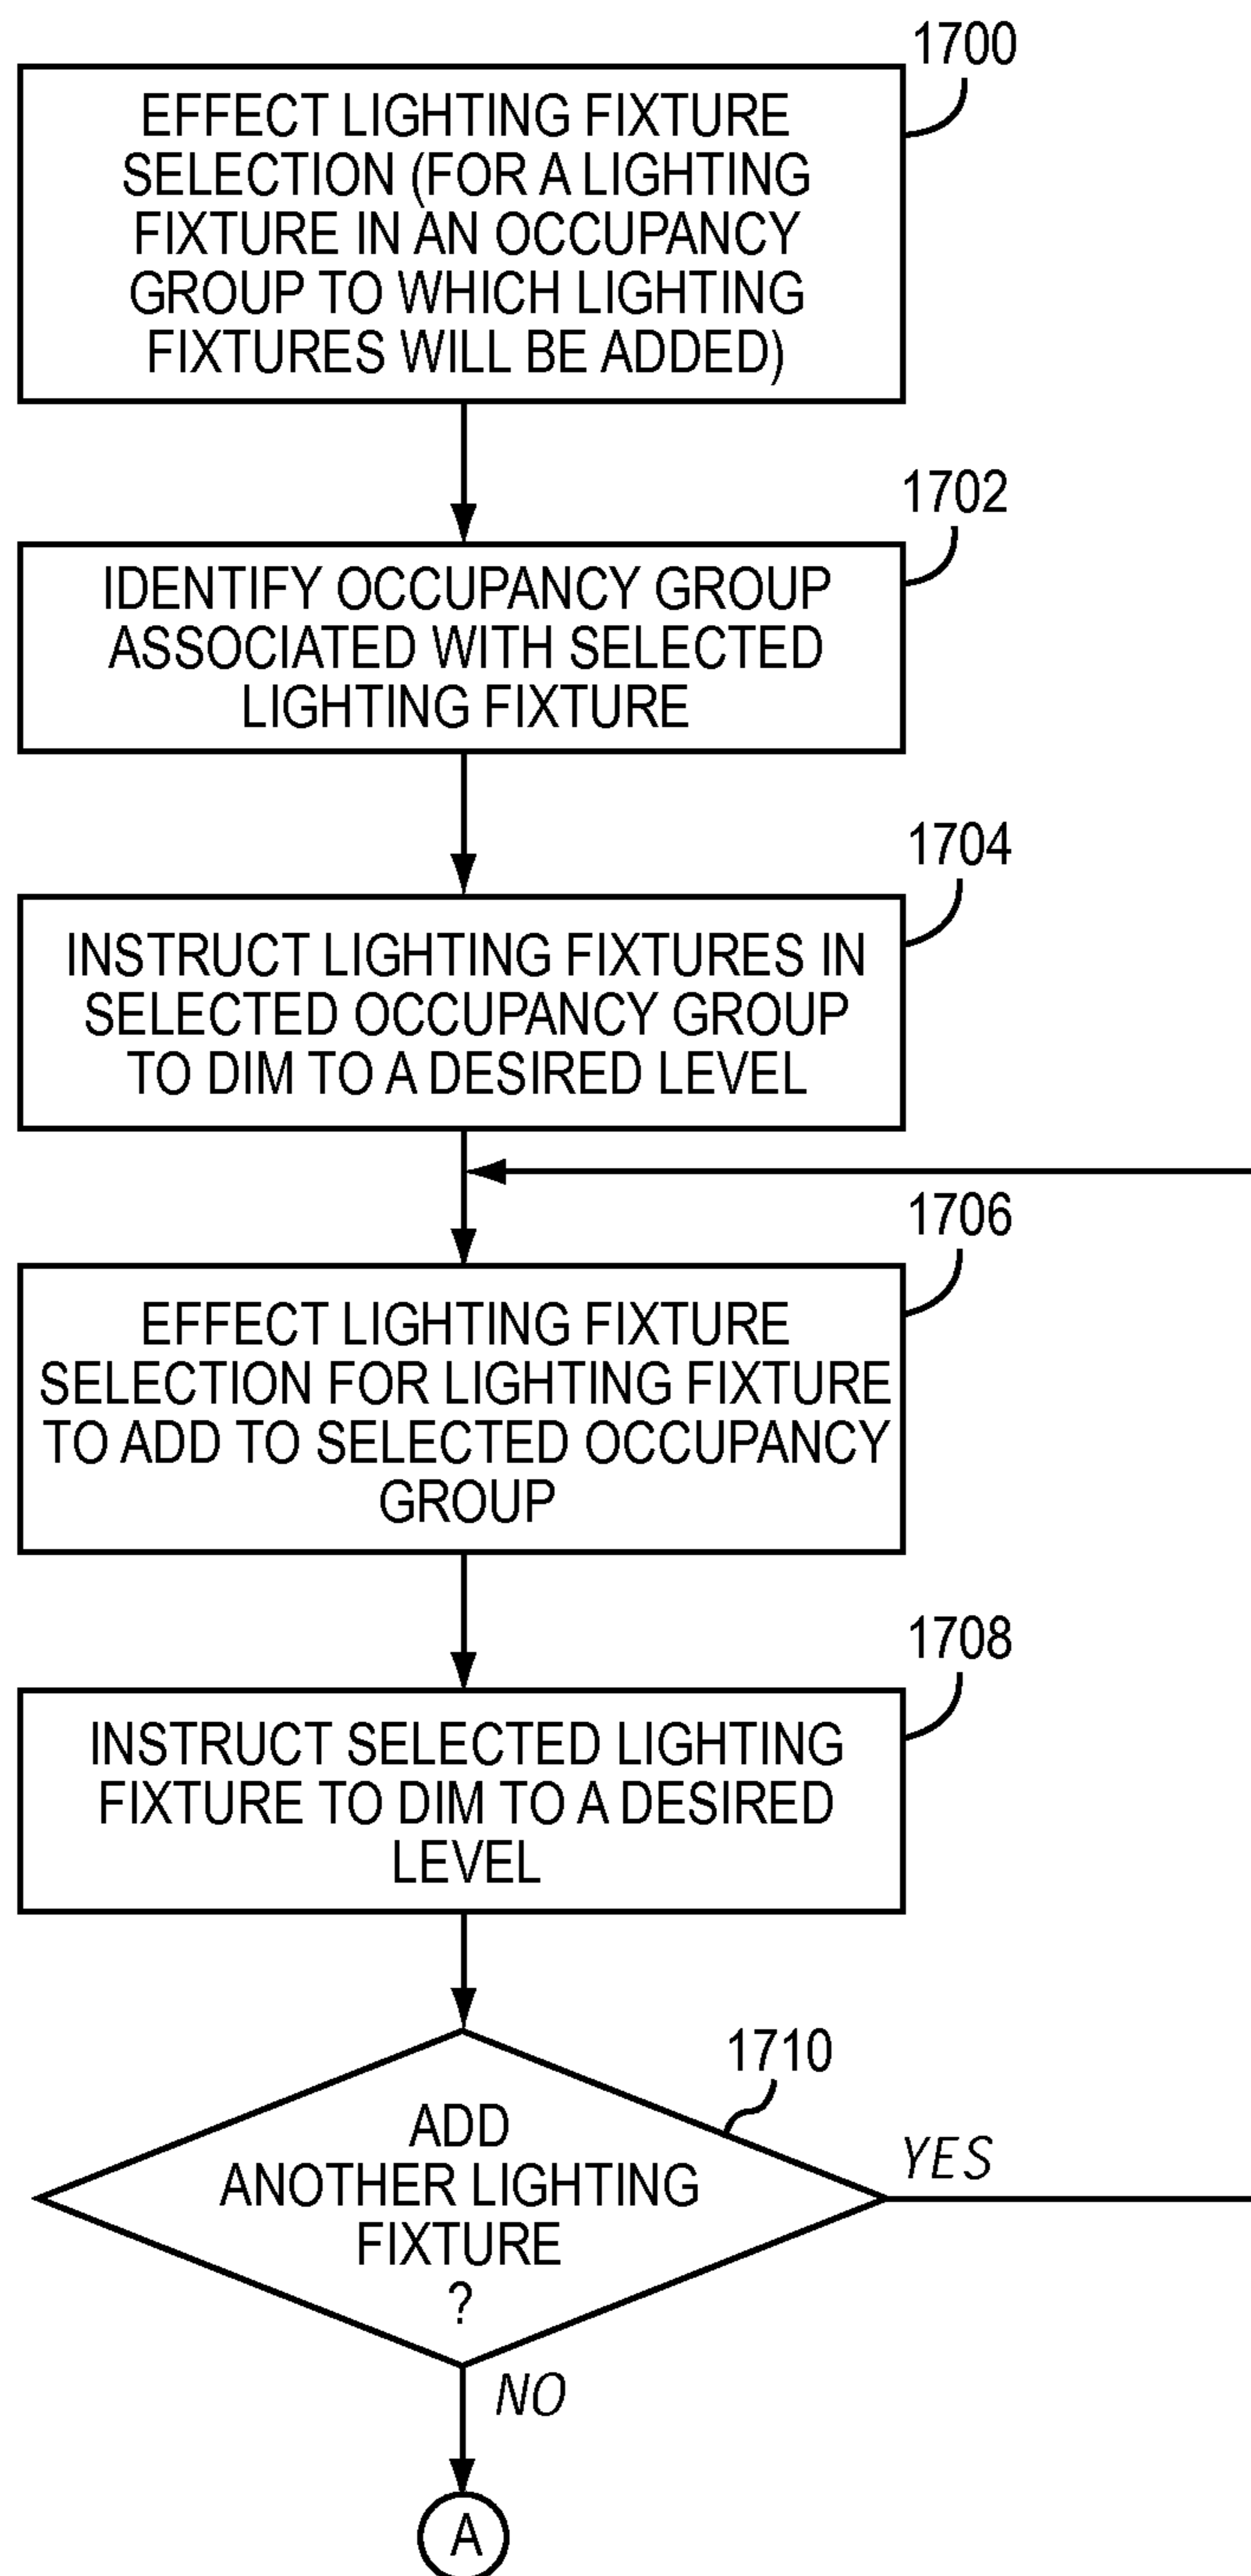 1700
EFFECT LIGHTING FIXTURE
SELECTION (FOR A LIGHTING
FIXTURE IN AN OCCUPANCY
GROUP TO WHICH LIGHTING
FIXTURES WILL BE ADDED)
1702
IDENTIFY OCCUPANCY GROUP
ASSOCIATED WITH SELECTED
LIGHTING FIXTURE
1704
INSTRUCT LIGHTING FIXTURES IN
SELECTED OCCUPANCY GROUP
TO DIM TO A DESIRED LEVEL
1706
EFFECT LIGHTING FIXTURE
SELECTION FOR LIGHTING FIXTURE
TO ADD TO SELECTED OCCUPANCY
GROUP
1708
INSTRUCT SELECTED LIGHTING
FIXTURE TO DIM TO A DESIRED
LEVEL
1710
ADD
ANOTHER LIGHTING
FIXTURE
?
YES
NO
A